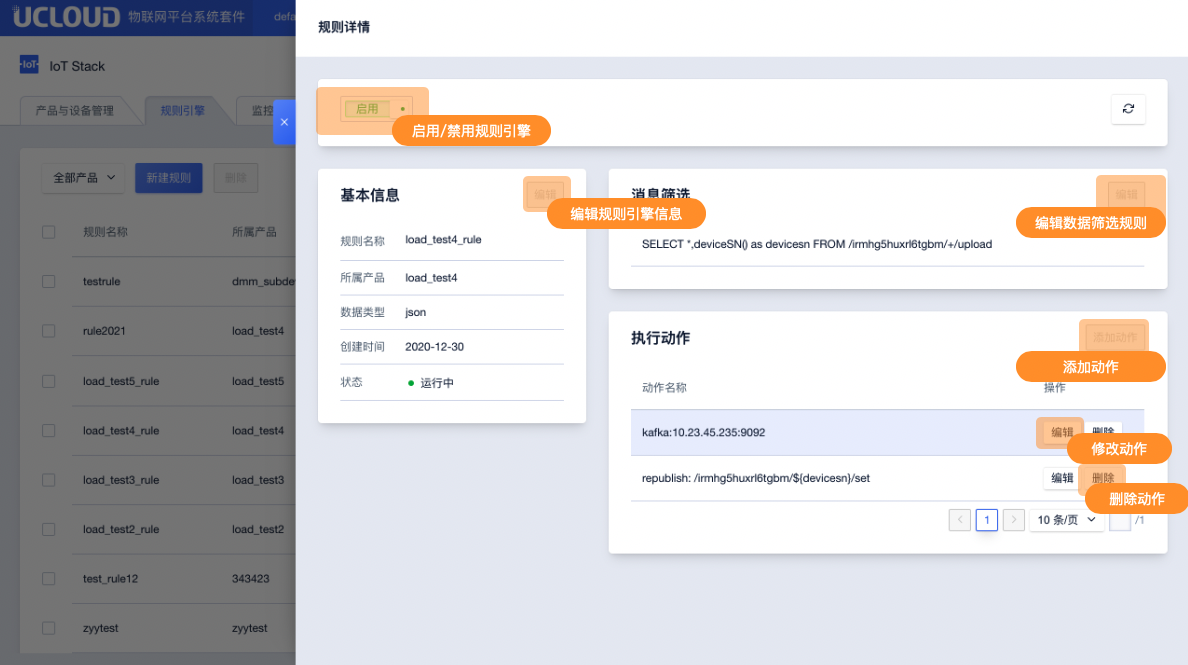 UCLOUD 物联网平台系统套件 defa
IoT IoT Stack
产品与设备管理 规则引擎 监控
全部产品 新建规则 删除
规则名称 所属产品
testrule dmm_subde
rule2021 load_test4
load_test5_rule load_test5
load_test4_rule load_test4
load_test3_rule load_test3
load_test2_rule load_test2
test_rule12 343423
zyytest zyytest
规则详情
启用
启用/禁用规则引擎
基本信息 编辑
编辑规则引擎信息
规则名称 load_test4_rule
所属产品 load_test4
数据类型 json
创建时间 2020-12-30
状态 运行中
消息筛选 编辑
编辑数据筛选规则
SELECT *,deviceSN() as devicesn FROM /irmhg5huxrl6tgbm/+/upload
执行动作 添加动作
添加动作
动作名称 操作
kafka:10.23.45.235:9092 编辑 删除
修改动作
republish: /irmhg5huxrl6tgbm/${devicesn}/set 编辑 删除
删除动作
1 10 条/页 /1